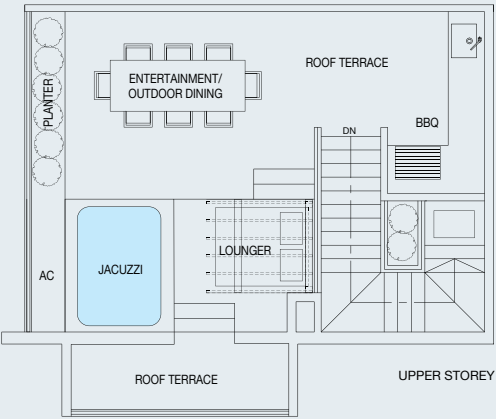 ROOF TERRACE
ENTERTAINMENT/
OUTDOOR DINING
PLANTER
DN
BBQ
LOUNGER
AC
JACUZZI
ROOF TERRACE
UPPER STOREY